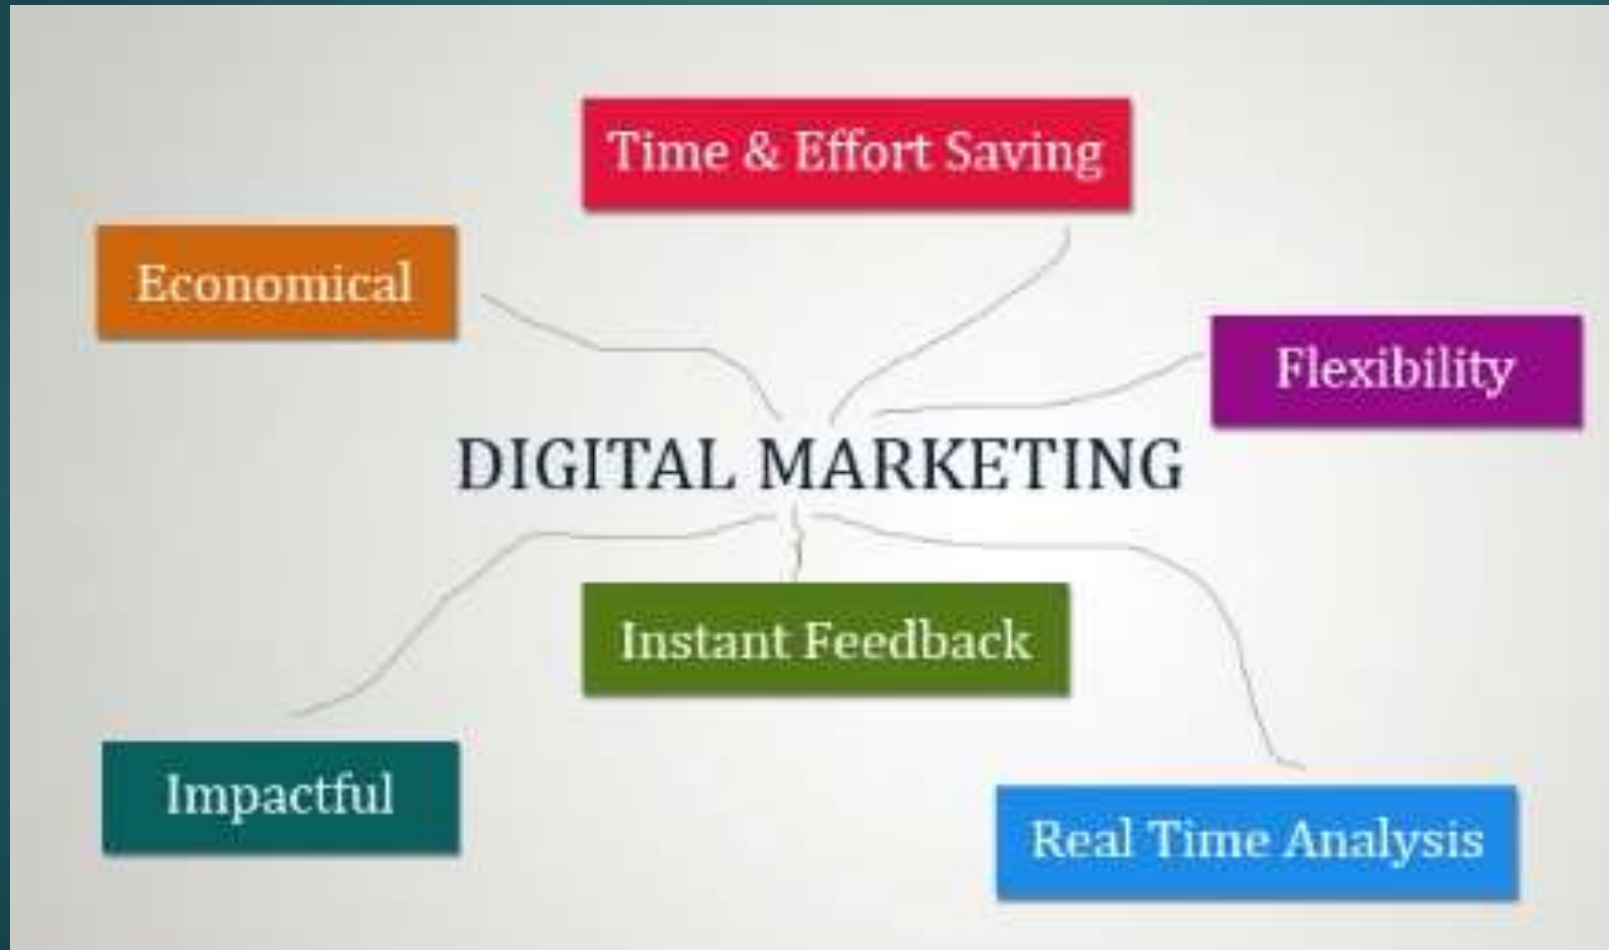 Time & Effort Saving
Economical
Flexibility
DIGITAL MARKETING
Instant Feedback
Impactful
Real Time Analysis